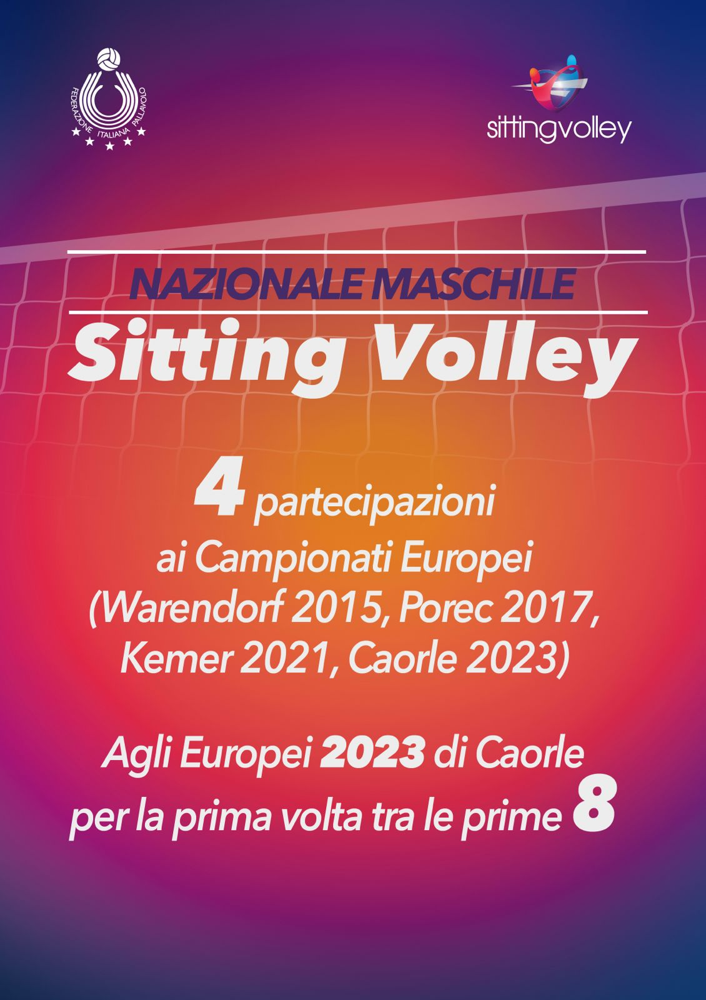 FEDERAZIONE ITALIANA PALLAVOLO
sittingvolley
NAZIONALE MASCHILE
Sitting Volley
4 partecipazioni
ai Campionati Europei
(Warendorf 2015, Porec 2017,
Kemer 2021, Caorle 2023)
Agli Europei 2023 di Caorle
per la prima volta tra le prime 8